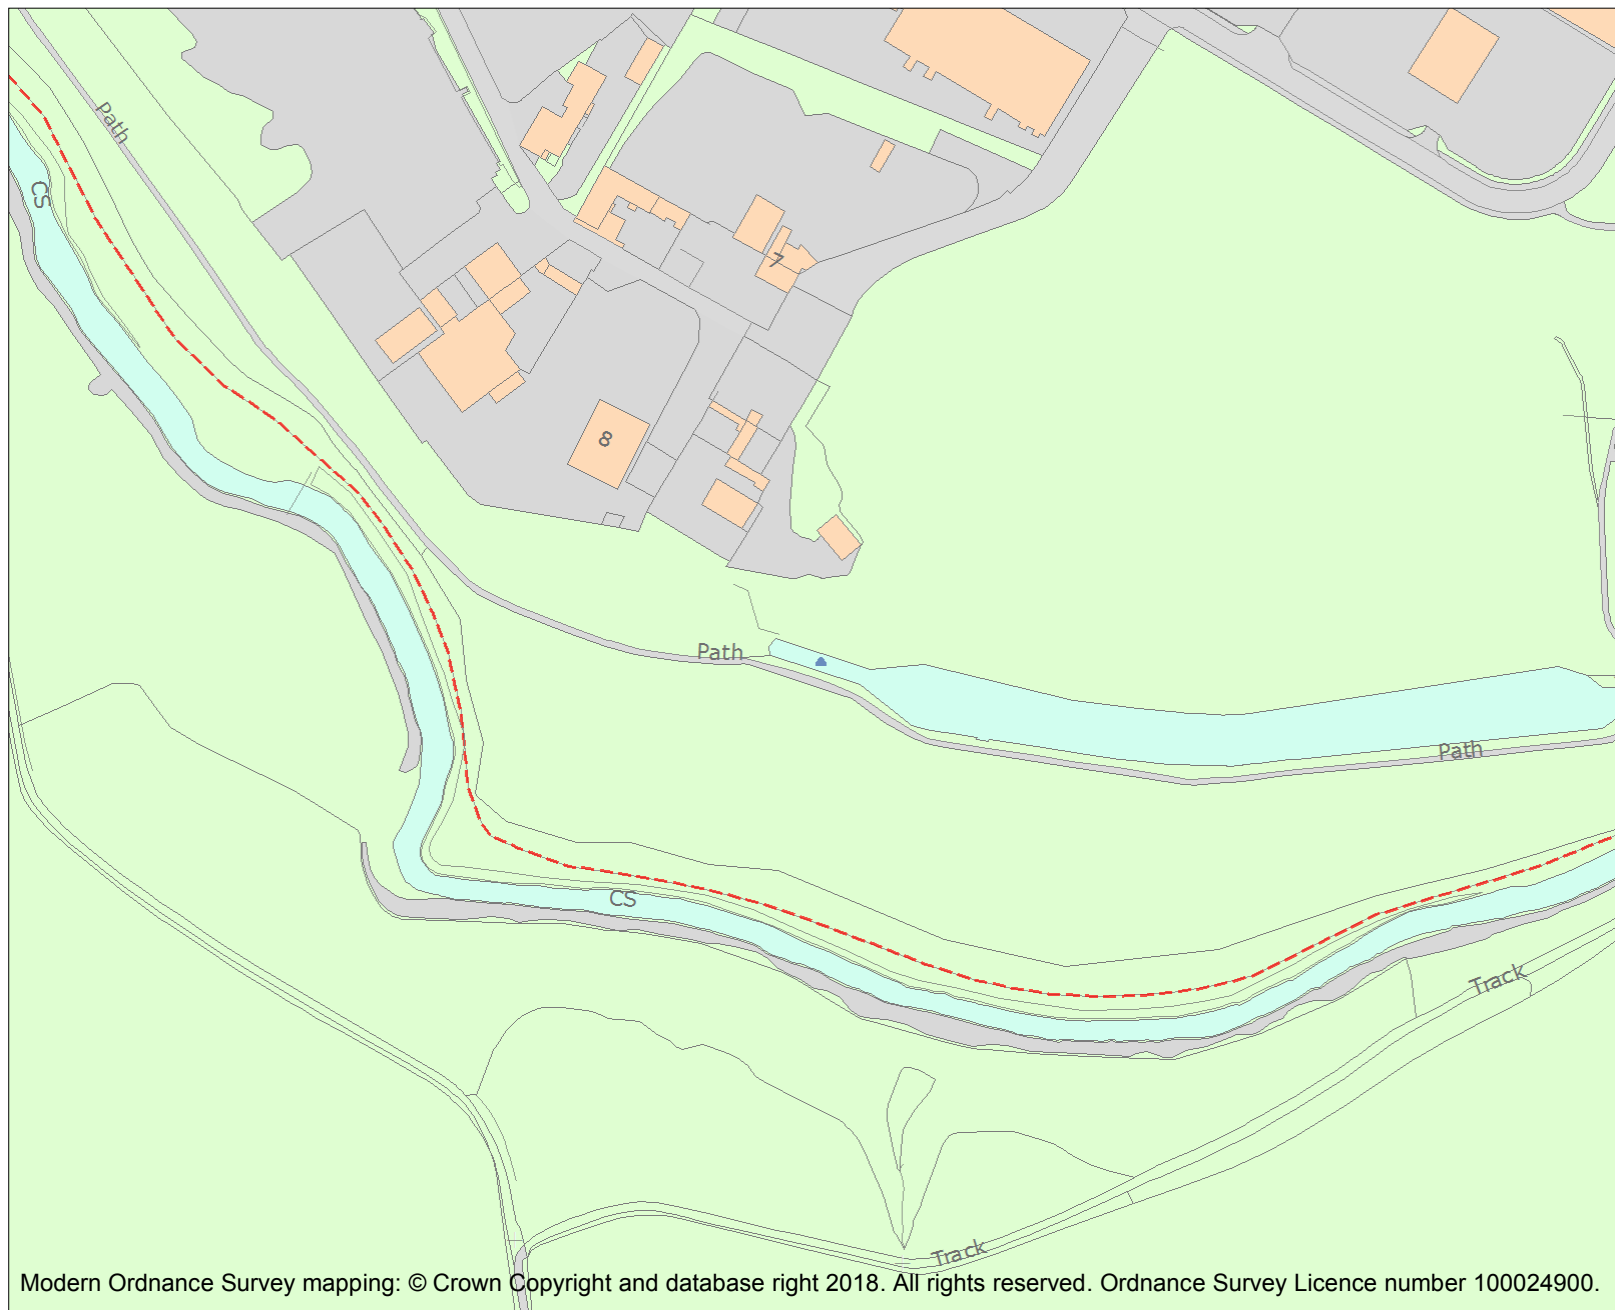 Path
CS
7
8
Path
Path
CS
Track
Track
Modern Ordnance Survey mapping: © Crown Copyright and database right 2018. All rights reserved. Ordnance Survey Licence number 100024900.